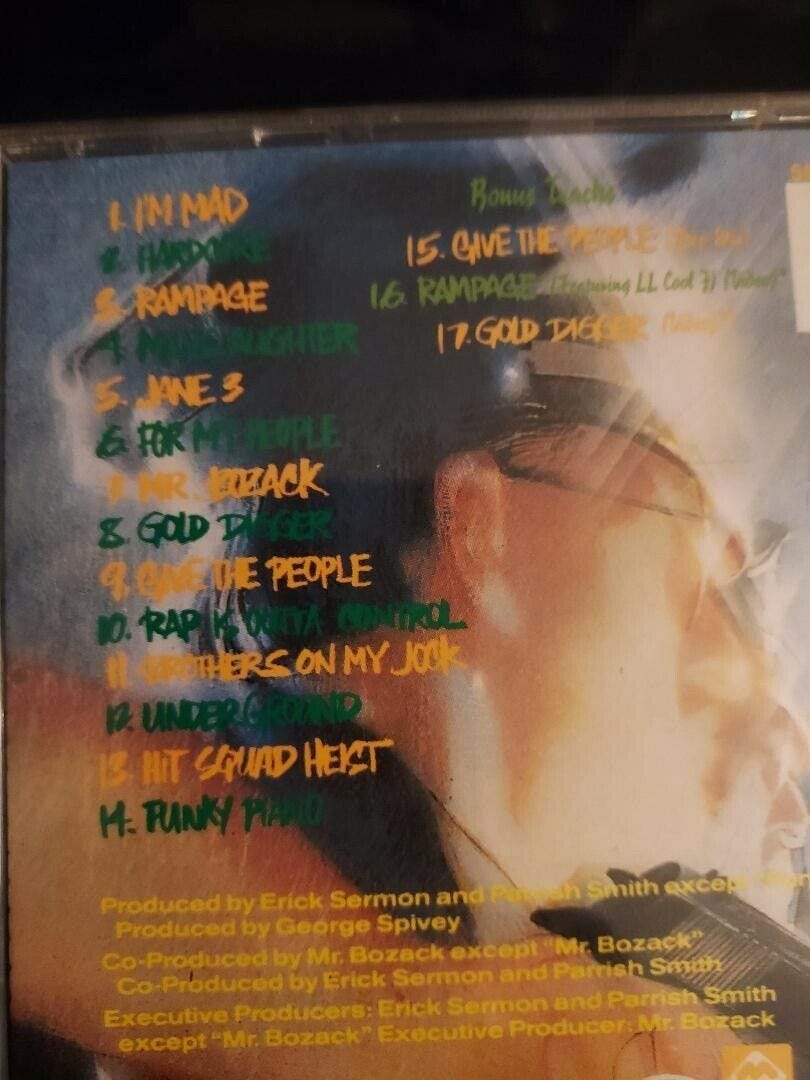 1. I'M MAD
2. HARDCORE
3. RAMPAGE
4. MANSLAUGHTER
5. JANE 3
6. FOR MY PEOPLE
7. MR. BOZACK
8. GOLD DIGGER
9. GIVE THE PEOPLE
10. RAP IS OUTTA CONTROL
11. BROTHERS ON MY JOCK
12. UNDERGROUND
13. HIT SQUAD HEIST
14. FUNKY PIANO
Bonus Tracks
15. GIVE THE PEOPLE
16. RAMPAGE (Featuring LL Cool J)
17. GOLD DIGGER
Produced by Erick Sermon and Parrish Smith except
Produced by George Spivey
Co-Produced by Mr. Bozack except "Mr. Bozack"
Co-Produced by Erick Sermon and Parrish Smith
Executive Producers: Erick Sermon and Parrish Smith
except "Mr. Bozack" Executive Producer: Mr. Bozack